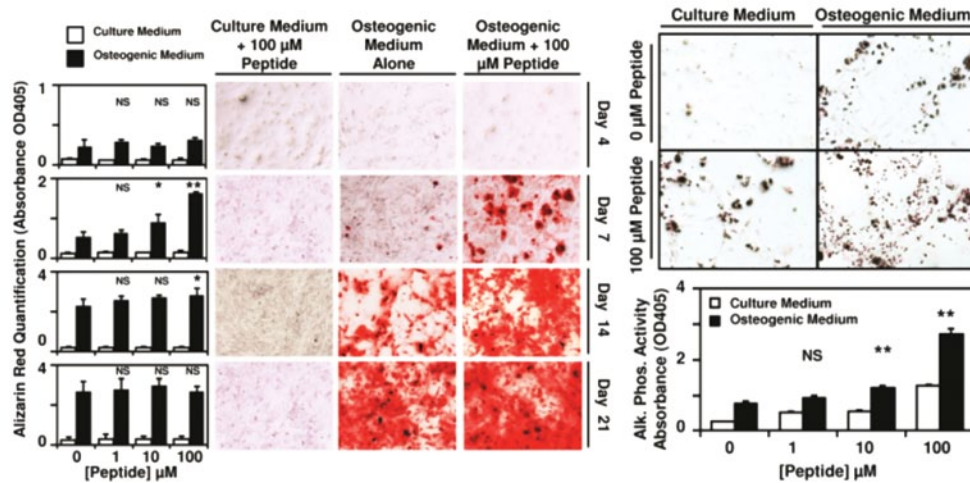 Culture Medium
Osteogenic Medium
Culture Medium
+ 100 µM
Peptide
Osteogenic
Medium
Alone
Osteogenic
Medium + 100
µM Peptide
Alizarin Red Quantification (Absorbance OD405)
1
0
NS
NS
NS
Day 4
2
0
NS
*
**
Day 7
4
2
0
NS
NS
*
Day 14
4
2
0
NS
NS
NS
Day 21
0
1
10
100
[Peptide] µM
Culture Medium
Osteogenic Medium
0 µM Peptide
100 µM Peptide
Alk. Phos. Activity
Absorbance (OD405)
4
2
0
Culture Medium
Osteogenic Medium
NS
**
**
0
1
10
100
[Peptide] µM